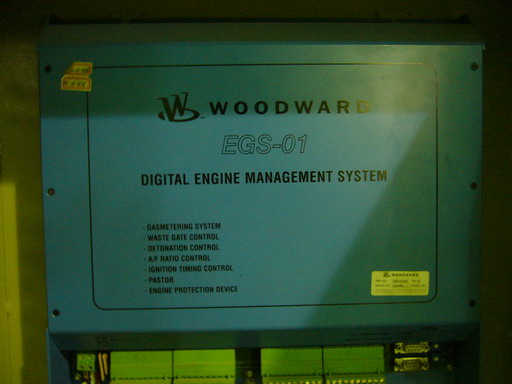 WOODWARD
EGS-01
DIGITAL ENGINE MANAGEMENT SYSTEM
- GASMETERING SYSTEM
- WASTE GATE CONTROL
- DETONATION CONTROL
- A/F RATIO CONTROL
- IGNITION TIMING CONTROL
- PASTOR
- ENGINE PROTECTION DEVICE
WOODWARD